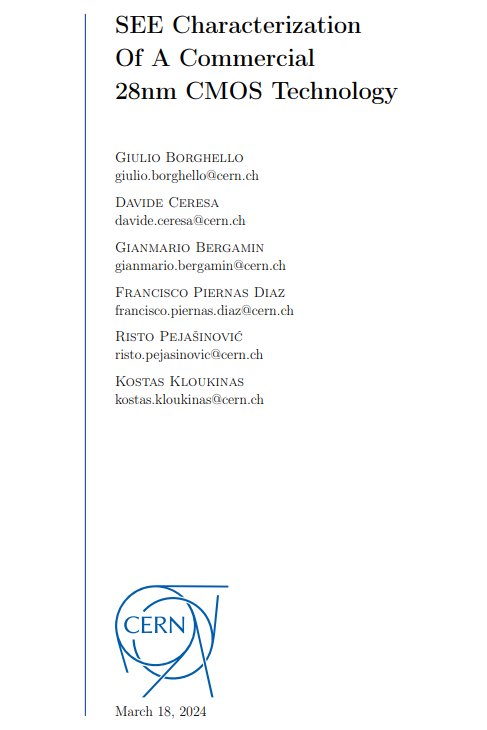 SEE Characterization
Of A Commercial
28nm CMOS Technology
Giulio Borghello
giulio.borghello@cern.ch
Davide Ceresa
davide.ceresa@cern.ch
Gianmario Bergamin
gianmario.bergamin@cern.ch
Francisco Piernas Diaz
francisco.piernas.diaz@cern.ch
Risto Pejašinović
risto.pejasinovic@cern.ch
Kostas Kloukinas
kostas.kloukinas@cern.ch
CERN
March 18, 2024